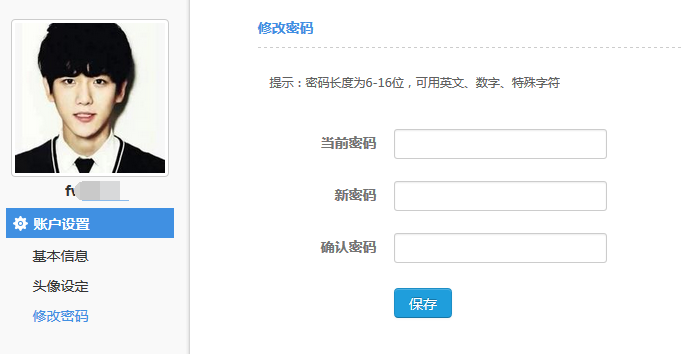 修改密码
提示：密码长度为6-16位，可用英文、数字、特殊字符
当前密码
新密码
确认密码
保存
账户设置
基本信息
头像设定
修改密码